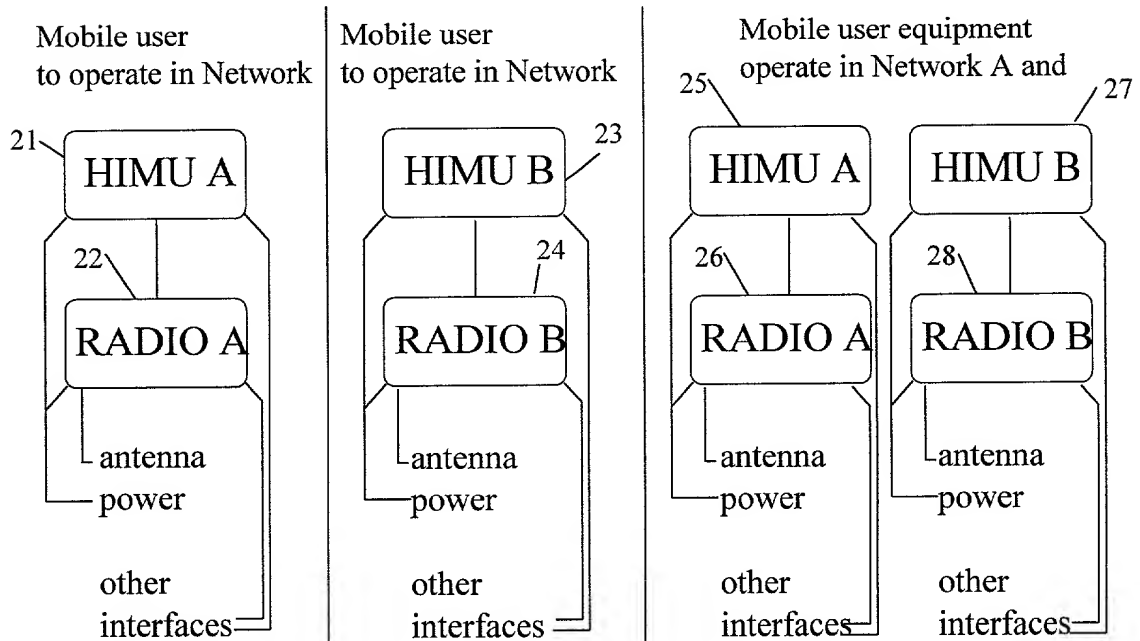 Mobile user
to operate in Network
21
HIMU A
22
RADIO A
antenna
power
other
interfaces
Mobile user
to operate in Network
23
HIMU B
24
RADIO B
antenna
power
other
interfaces
Mobile user equipment
operate in Network A and
25
HIMU A
26
RADIO A
antenna
power
other
interfaces
27
HIMU B
28
RADIO B
antenna
power
other
interfaces